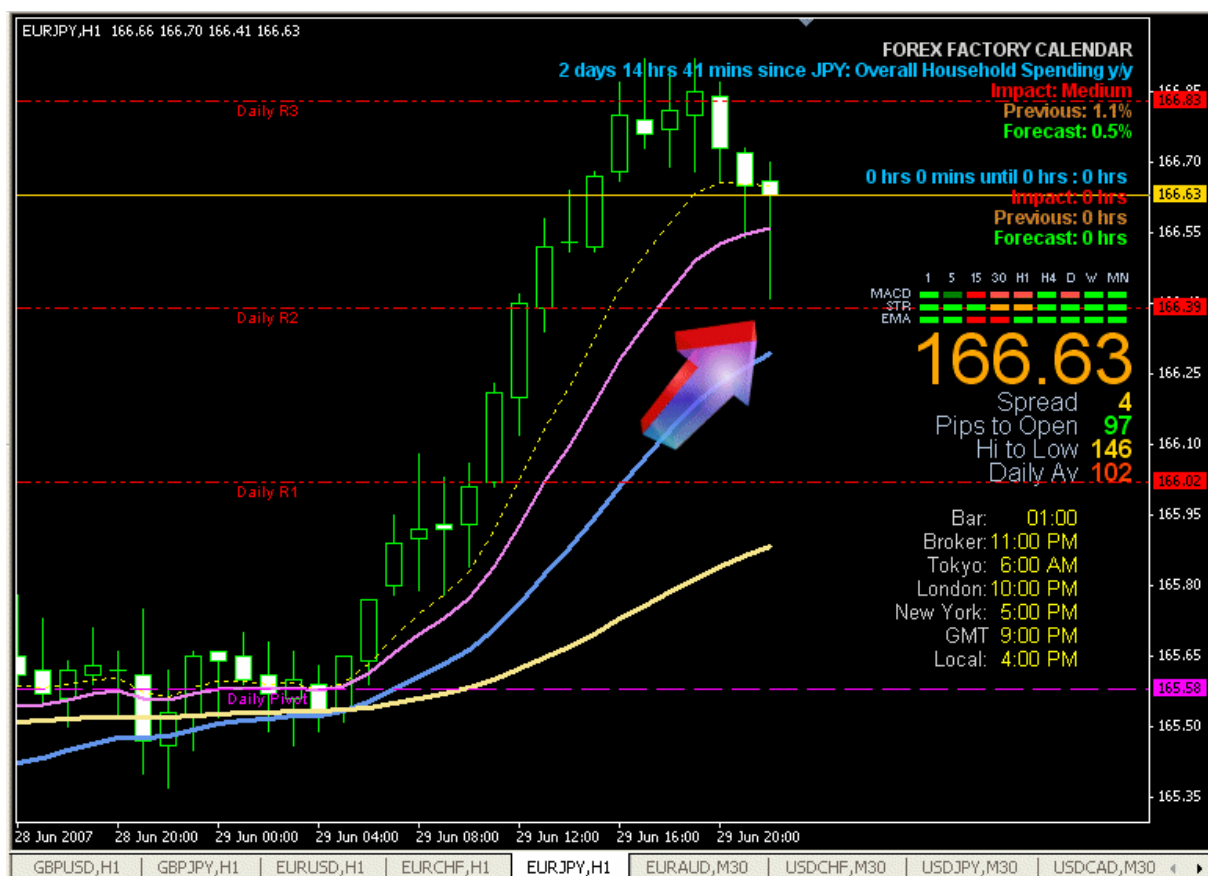 EURJPY,H1 166.66 166.70 166.41 166.63
FOREX FACTORY CALENDAR
2 days 14 hrs 41 mins since JPY: Overall Household Spending y/y
Impact: Medium
Previous: 1.1%
Forecast: 0.5%
166.85
166.83
Daily R3
166.70
0 hrs 0 mins until 0 hrs : 0 hrs
166.63
Impact: 0 hrs
Previous: 0 hrs
Forecast: 0 hrs
166.55
1 5 15 30 H1 H4 D W MN
MACD
STR
EMA
166.39
Daily R2
166.63
166.25
Spread 4
Pips to Open 97
Hi to Low 146
Daily Av 102
166.10
166.02
Daily R1
165.95
Bar: 01:00
Broker: 11:00 PM
Tokyo: 6:00 AM
London: 10:00 PM
New York: 5:00 PM
GMT 9:00 PM
Local: 4:00 PM
165.80
165.65
165.58
Daily Pivot
165.50
165.35
28 Jun 2007 28 Jun 20:00 29 Jun 00:00 29 Jun 04:00 29 Jun 08:00 29 Jun 12:00 29 Jun 16:00 29 Jun 20:00
GBPUSD,H1 GBPJPY,H1 EURUSD,H1 EURCHF,H1 EURJPY,H1 EURAUD,M30 USDCHF,M30 USDJPY,M30 USDCAD,M30